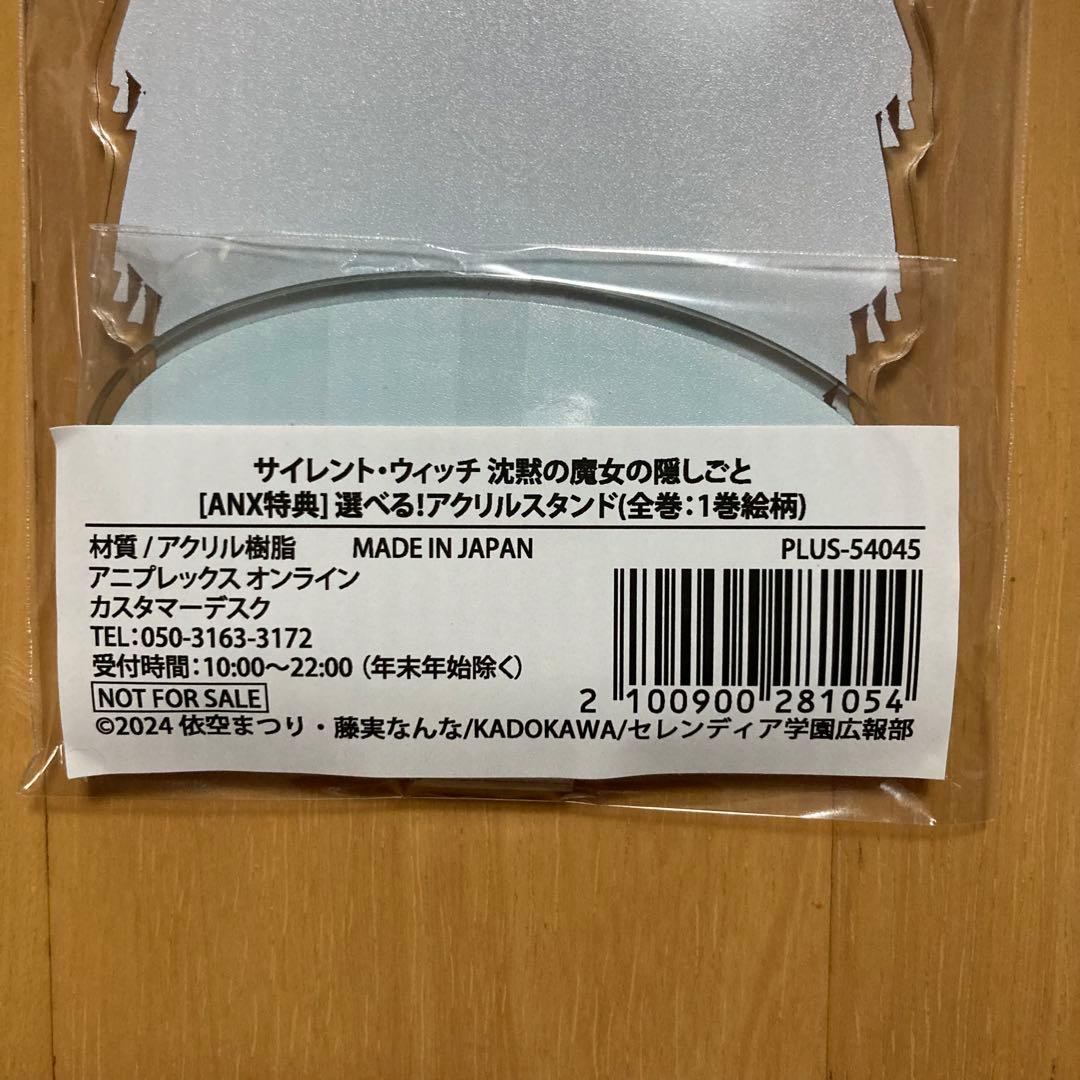 サイレント・ウィッチ 沈黙の魔女の隠しごと
[ANX特典] 選べる!アクリルスタンド(全巻:1巻絵柄)
材質 / アクリル樹脂 MADE IN JAPAN PLUS-54045
アニプレックス オンライン
カスタマーデスク
TEL:050-3163-3172
受付時間:10:00～22:00 (年末年始除く)
NOT FOR SALE
2 100900 281054
©2024 依空まつり・藤実なんな/KADOKAWA/セレンディア学園広報部